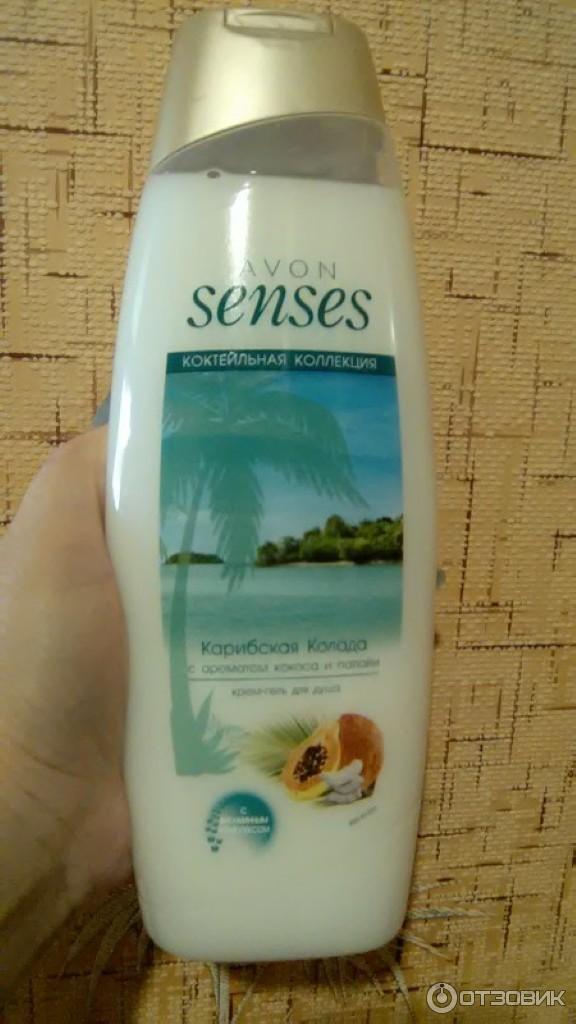 AVON
senses
КОКТЕЙЛЬНАЯ КОЛЛЕКЦИЯ
Карибская Колада
с ароматом кокоса и папайи
крем-гель для душа
С
ОТЗОВИК